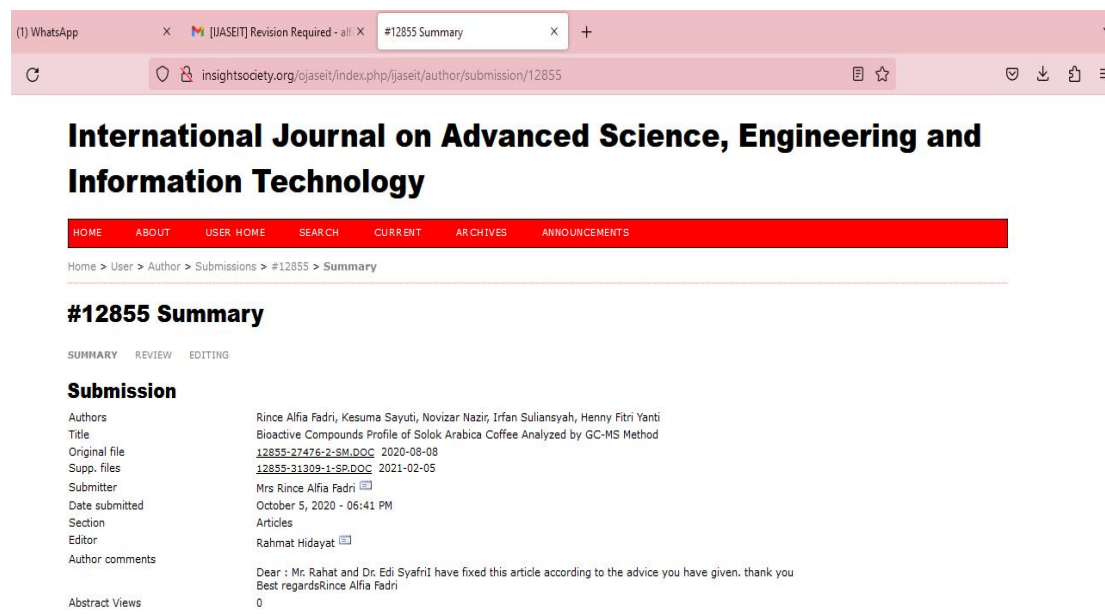 (1) WhatsApp
[IJASEIT] Revision Required - alfi
#12855 Summary
insightsociety.org/ojaseit/index.php/ijaseit/author/submission/12855
International Journal on Advanced Science, Engineering and
Information Technology
HOME ABOUT USER HOME SEARCH CURRENT ARCHIVES ANNOUNCEMENTS
Home > User > Author > Submissions > #12855 > Summary
#12855 Summary
SUMMARY REVIEW EDITING
Submission
Authors Rince Alfia Fadri, Kesuma Sayuti, Novizar Nazir, Irfan Suliansyah, Henny Fitri Yanti
Title Bioactive Compounds Profile of Solok Arabica Coffee Analyzed by GC-MS Method
Original file 12855-27476-2-SM.DOC 2020-08-08
Supp. files 12855-31309-1-SP.DOC 2021-02-05
Submitter Mrs Rince Alfia Fadri
Date submitted October 5, 2020 - 06:41 PM
Section Articles
Editor Rahmat Hidayat
Author comments
Dear : Mr. Rahat and Dr. Edi SyafriI have fixed this article according to the advice you have given. thank you
Best regardsRince Alfia Fadri
Abstract Views 0